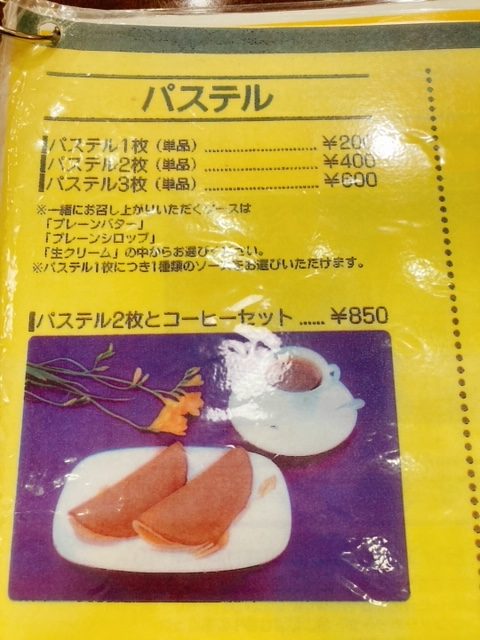 パステル
パステル1枚（単品）........................ ¥200
パステル2枚（単品）........................ ¥400
パステル3枚（単品）........................ ¥600
※一緒にお召し上がりいただくソースは
「プレーンバター」
「プレーンシロップ」
「生クリーム」の中からお選びください。
※パステル1枚につき1種類のソースをお選びいただけます。
パステル2枚とコーヒーセット ...... ¥850